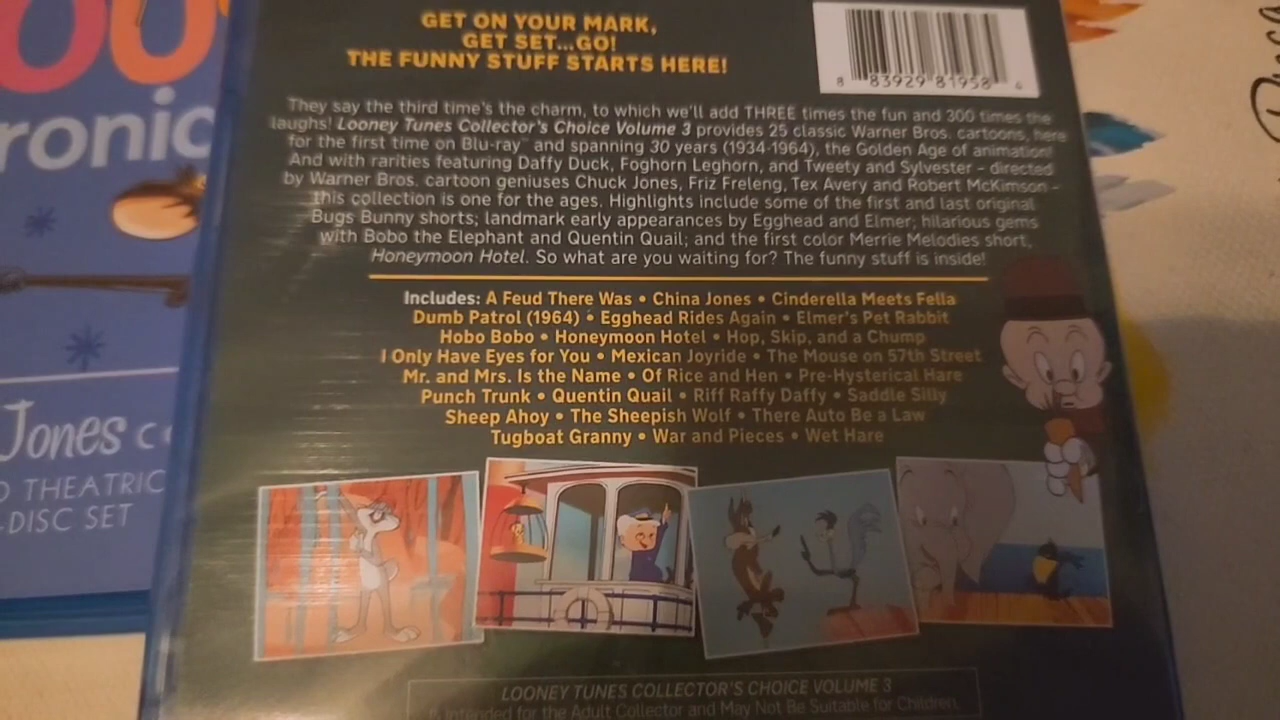 GET ON YOUR MARK,
GET SET...GO!
THE FUNNY STUFF STARTS HERE!
8 83929 81958 6
They say the third time's the charm, to which we'll add THREE times the fun and 300 times the
laughs! Looney Tunes Collector's Choice Volume 3 provides 25 classic Warner Bros. cartoons, here
for the first time on Blu-ray™ and spanning 30 years (1934-1964), the Golden Age of animation!
And with rarities featuring Daffy Duck, Foghorn Leghorn, and Tweety and Sylvester – directed
by Warner Bros. cartoon geniuses Chuck Jones, Friz Freleng, Tex Avery and Robert McKimson –
this collection is one for the ages. Highlights include some of the first and last original
Bugs Bunny shorts; landmark early appearances by Egghead and Elmer; hilarious gems
with Bobo the Elephant and Quentin Quail; and the first color Merrie Melodies short,
Honeymoon Hotel. So what are you waiting for? The funny stuff is inside!
Includes: A Feud There Was • China Jones • Cinderella Meets Fella
Dumb Patrol (1964) • Egghead Rides Again • Elmer's Pet Rabbit
Hobo Bobo • Honeymoon Hotel • Hop, Skip, and a Chump
I Only Have Eyes for You • Mexican Joyride • The Mouse on 57th Street
Mr. and Mrs. Is the Name • Of Rice and Hen • Pre-Hysterical Hare
Punch Trunk • Quentin Quail • Riff Raffy Daffy • Saddle Silly
Sheep Ahoy • The Sheepish Wolf • There Auto Be a Law
Tugboat Granny • War and Pieces • Wet Hare
LOONEY TUNES COLLECTOR'S CHOICE VOLUME 3
is Intended for the Adult Collector and May Not Be Suitable for Children.
ronic
Jones
THEATRIC
-DISC SET